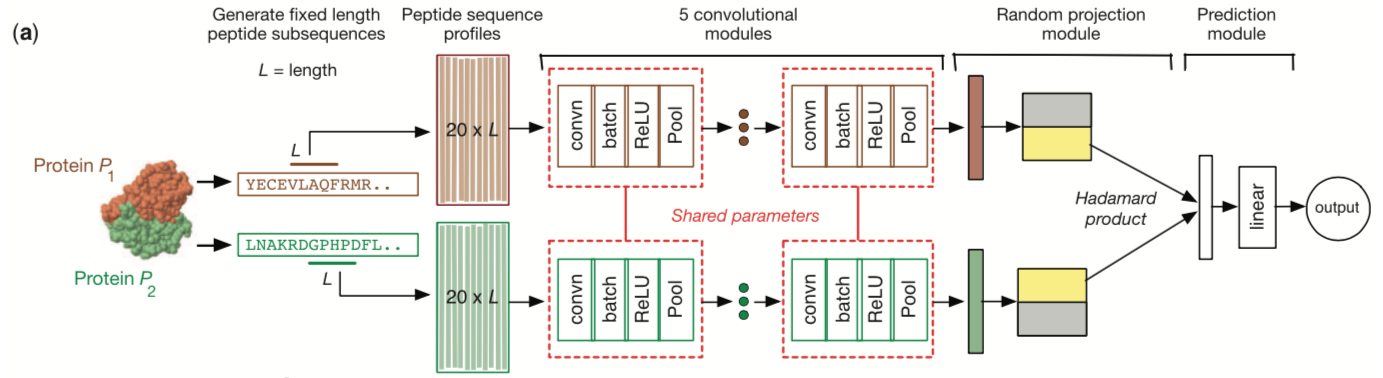 (a)
Generate fixed length
peptide subsequences
L = length
Peptide sequence
profiles
5 convolutional
modules
Random projection
module
Prediction
module
Protein P1
L
YECEVLAQFRMR..
20 x L
convn
batch
ReLU
Pool
convn
batch
ReLU
Pool
Shared parameters
Hadamard
product
linear
output
LNAKRDGPHPDFL..
L
Protein P2
20 x L
convn
batch
ReLU
Pool
convn
batch
ReLU
Pool